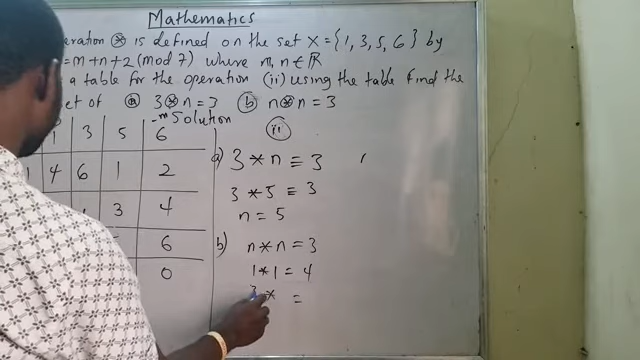 Mathematics
eration ⊛ is defined on the set X = {1, 3, 5, 6} by
= m + n + 2 (mod 7) where m, n ∈ ℝ
a table for the operation (ii) using the table find the
et of ⓐ 3 ⊛ n = 3 ⓑ n ⊛ n = 3
Solution
1 3 5 6
4 6 1 2
3 4
6
0
(ii)
a) 3 * n ≡ 3
3 * 5 ≡ 3
n = 5
b) n * n = 3
1 * 1 = 4
3 * =